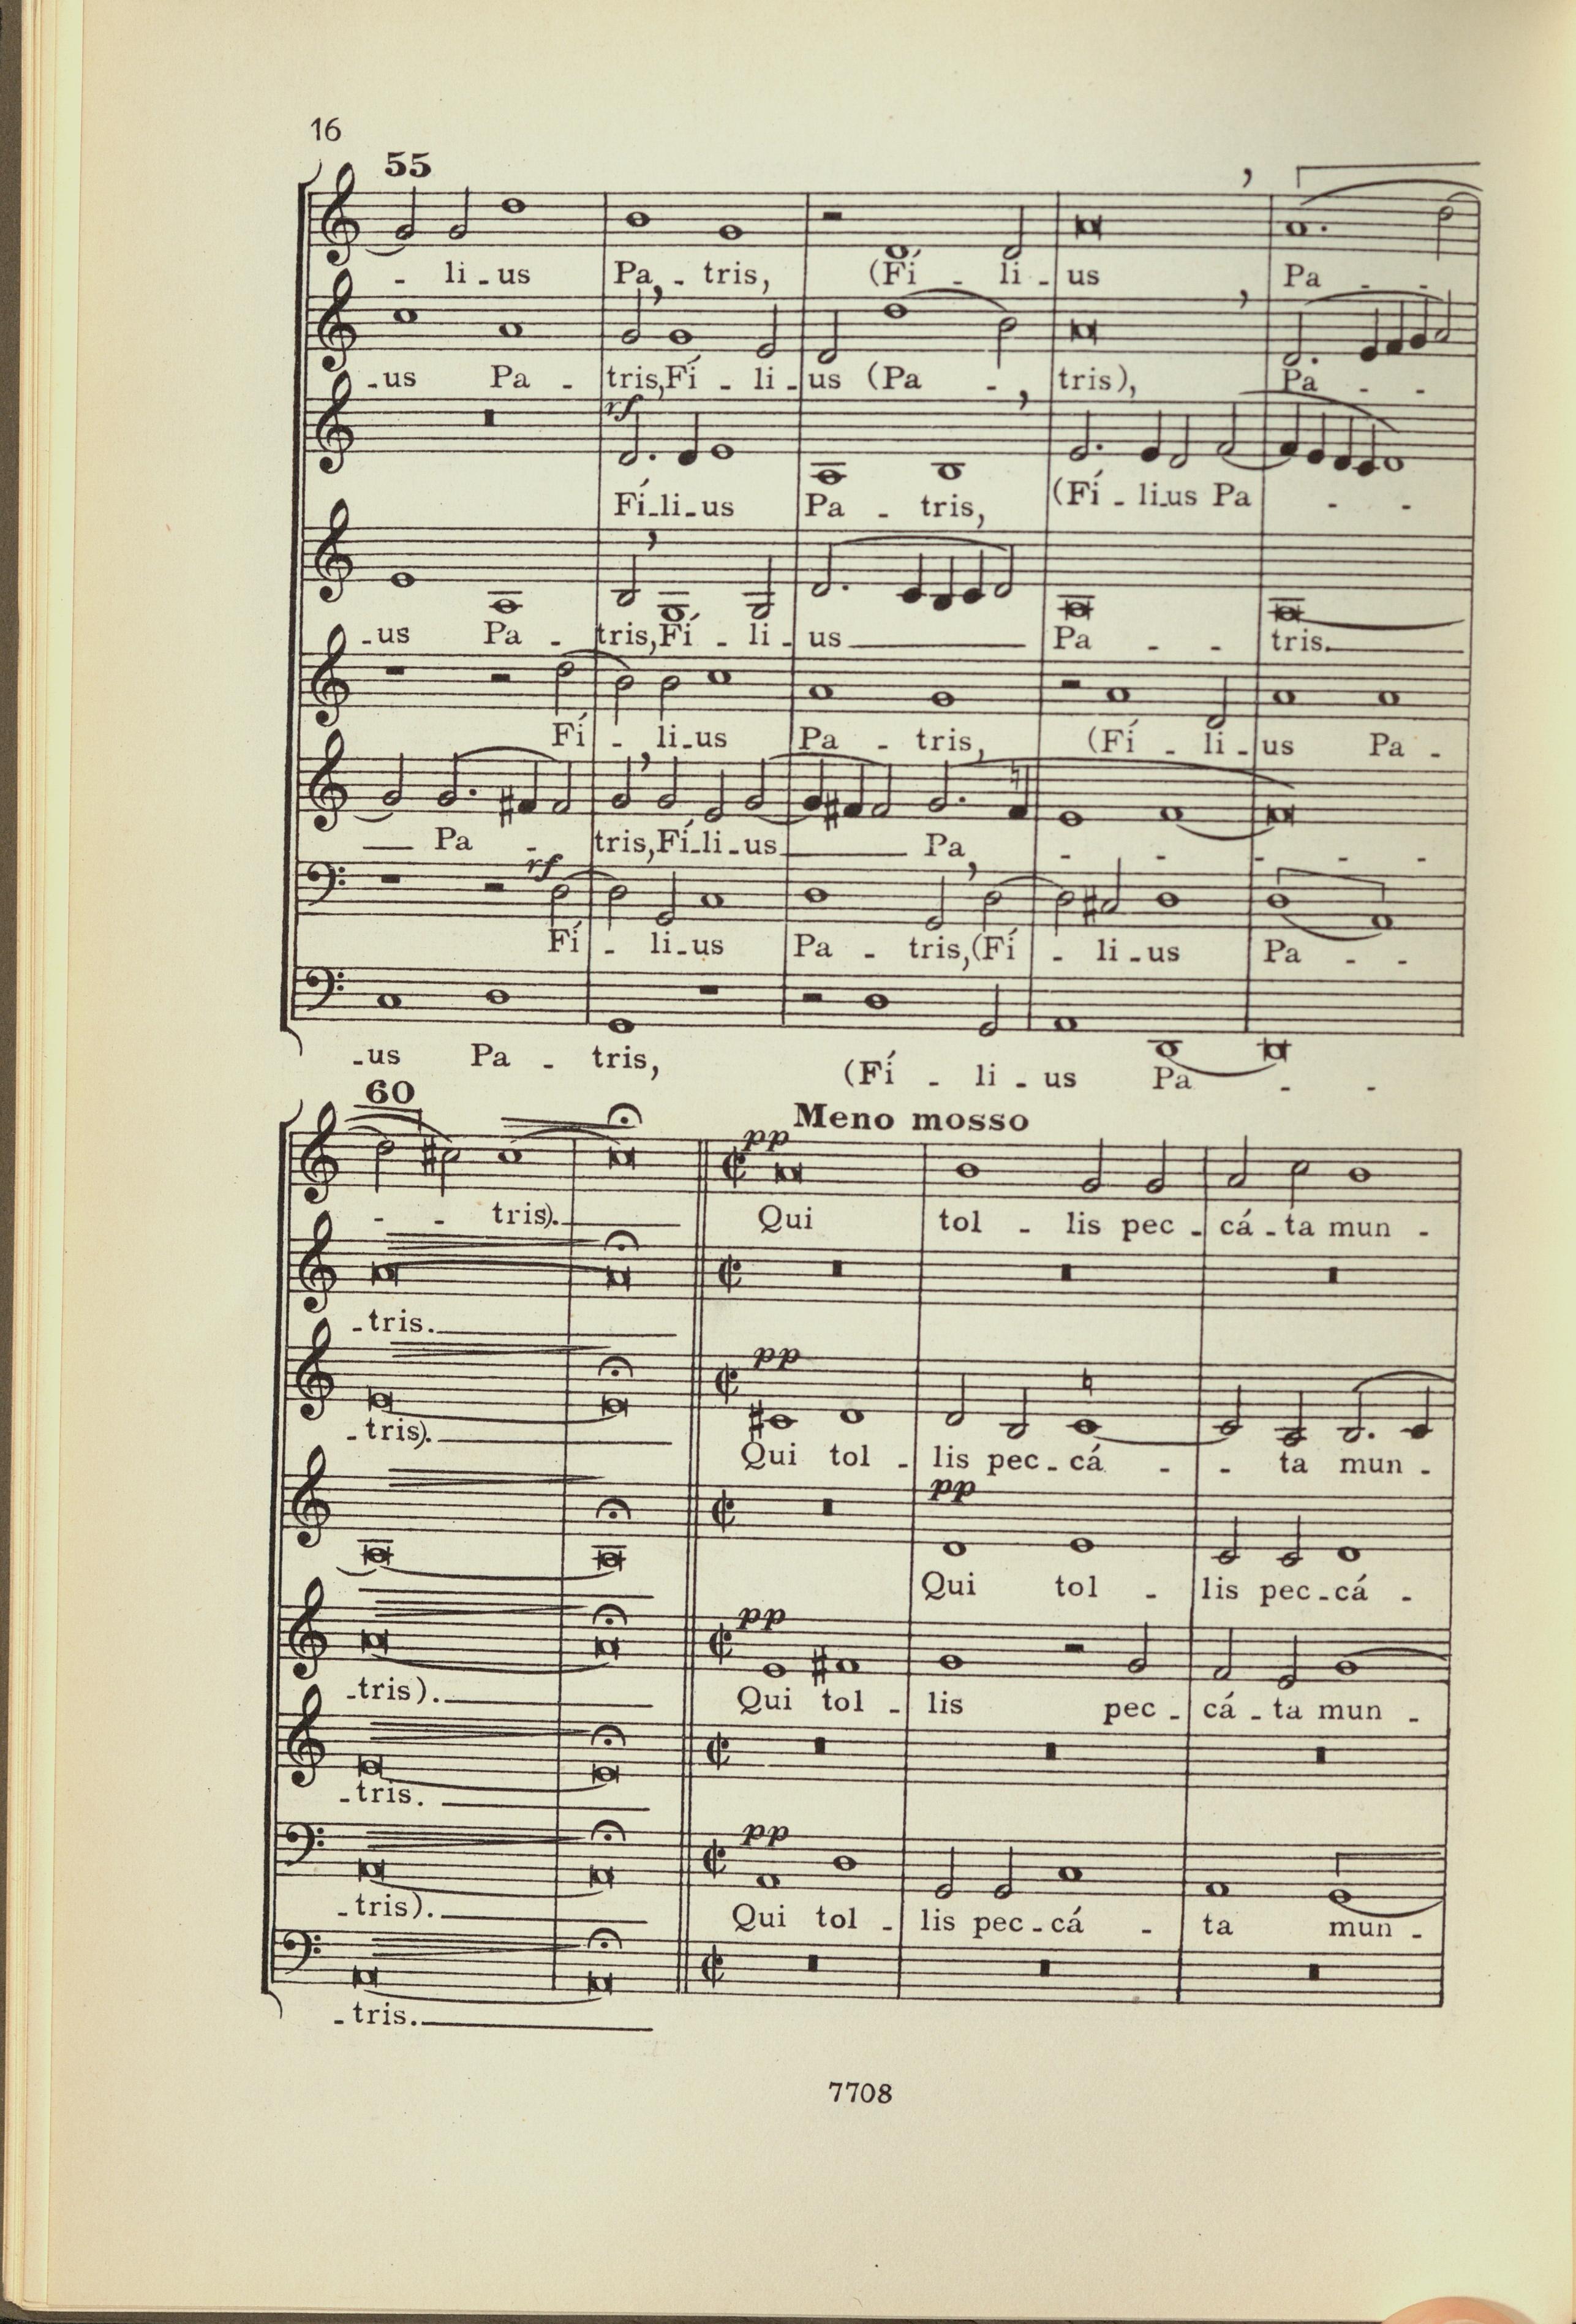 16
55
- li - us Pa - tris, (Fí - li - us Pa - -
-us Pa - tris, Fí - li - us (Pa - tris), Pa - -
rf
Fí-li-us Pa - tris, (Fí - li-us Pa - -
-us Pa - tris, Fí - li - us Pa - - tris.
Fí - li-us Pa - tris, (Fí - li - us Pa -
Pa - tris, Fí-li-us Pa - - - - -
rf
Fí - li-us Pa - tris, (Fí - li-us Pa - -
-us Pa - tris, (Fí - li - us Pa - -
60
Meno mosso
pp
- - tris). Qui tol - lis pec - cá - ta mun -
-tris.
pp
-tris). Qui tol - lis pec - cá - - ta mun -
pp
Qui tol - lis pec - cá -
pp
-tris). Qui tol - lis pec - cá - ta mun -
-tris.
pp
-tris). Qui tol - lis pec - cá - ta mun -
-tris.
7708